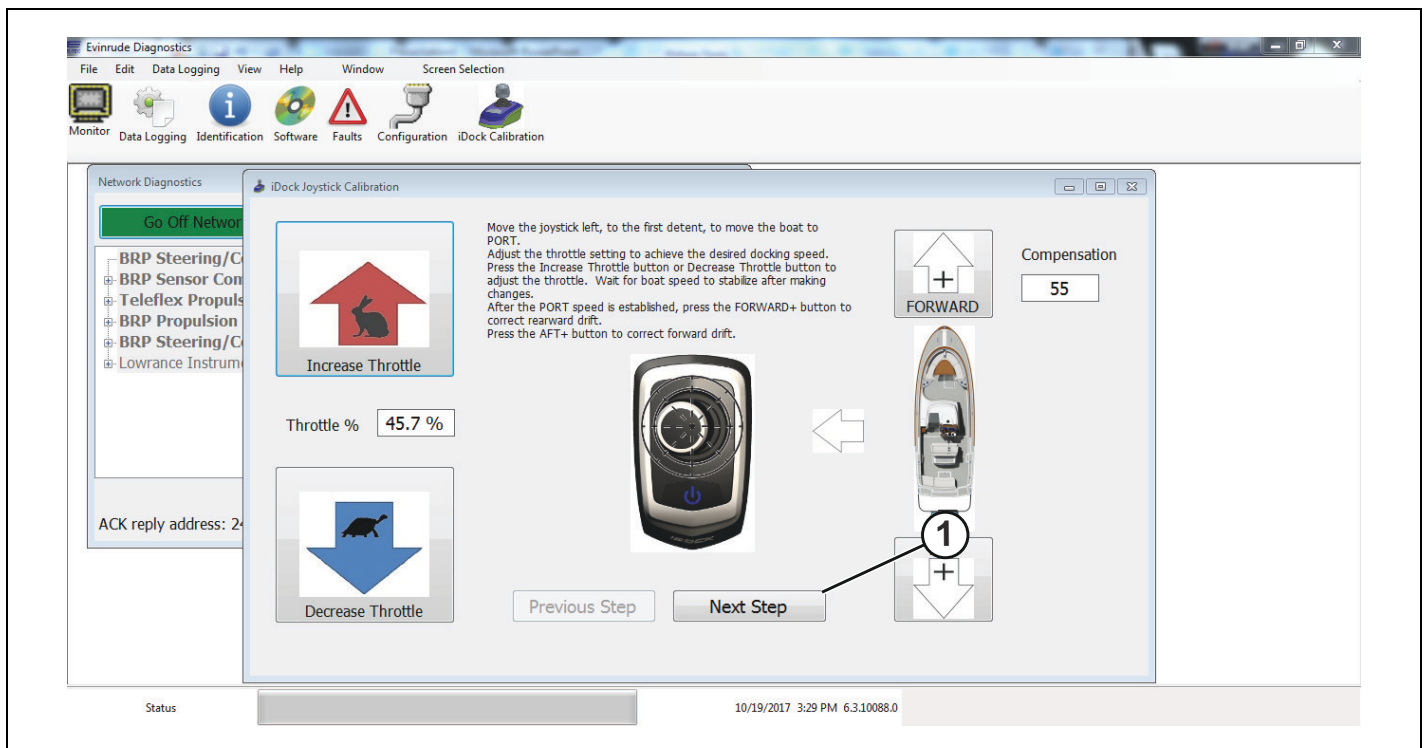 Evinrude Diagnostics
File Edit Data Logging View Help Window Screen Selection
Monitor Data Logging Identification Software Faults Configuration iDock Calibration
Network Diagnostics
Go Off Networ
BRP Steering/C
BRP Sensor Con
Teleflex Propuls
BRP Propulsion
BRP Steering/C
Lowrance Instrum
ACK reply address: 24
iDock Joystick Calibration
Increase Throttle
Throttle % 45.7 %
Decrease Throttle
Move the joystick left, to the first detent, to move the boat to
PORT.
Adjust the throttle setting to achieve the desired docking speed.
Press the Increase Throttle button or Decrease Throttle button to
adjust the throttle. Wait for boat speed to stabilize after making
changes.
After the PORT speed is established, press the FORWARD+ button to
correct rearward drift.
Press the AFT+ button to correct forward drift.
+
FORWARD
Compensation
55
1
+
Previous Step Next Step
Status
10/19/2017 3:29 PM 6.3.10088.0